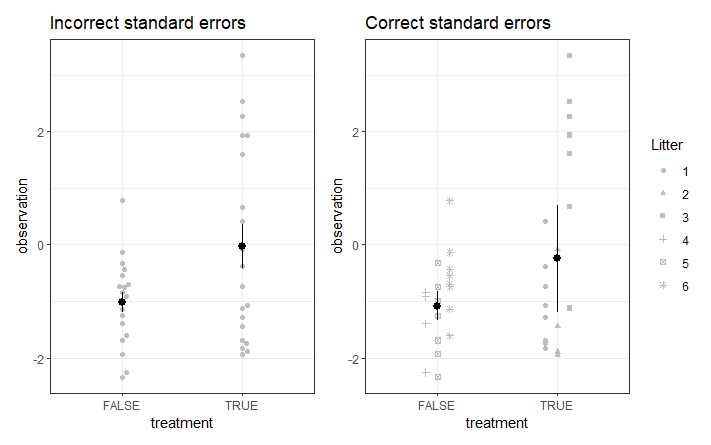 Incorrect standard errors
Correct standard errors
observation
2
0
-2
FALSE
TRUE
treatment
observation
2
0
-2
FALSE
TRUE
treatment
Litter
1
2
3
4
5
6